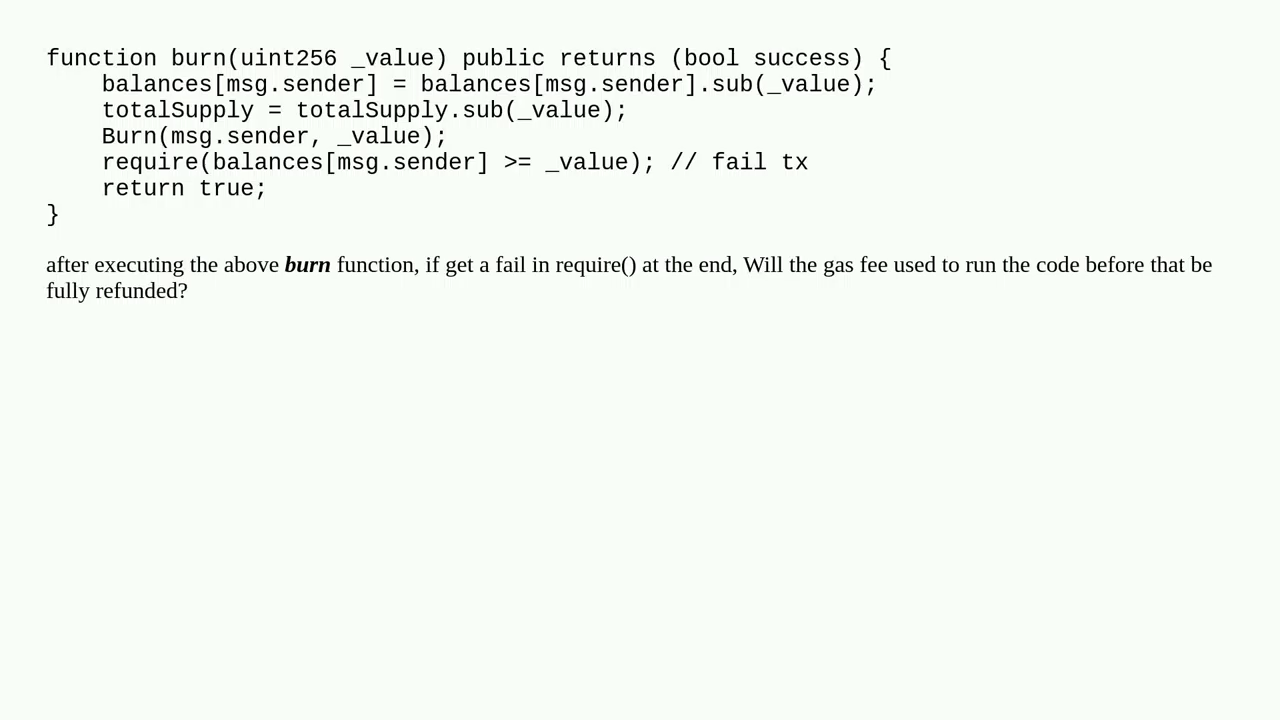 function burn(uint256 _value) public returns (bool success) {
    balances[msg.sender] = balances[msg.sender].sub(_value);
    totalSupply = totalSupply.sub(_value);
    Burn(msg.sender, _value);
    require(balances[msg.sender] >= _value); // fail tx
    return true;
}
after executing the above burn function, if get a fail in require() at the end, Will the gas fee used to run the code before that be
fully refunded?